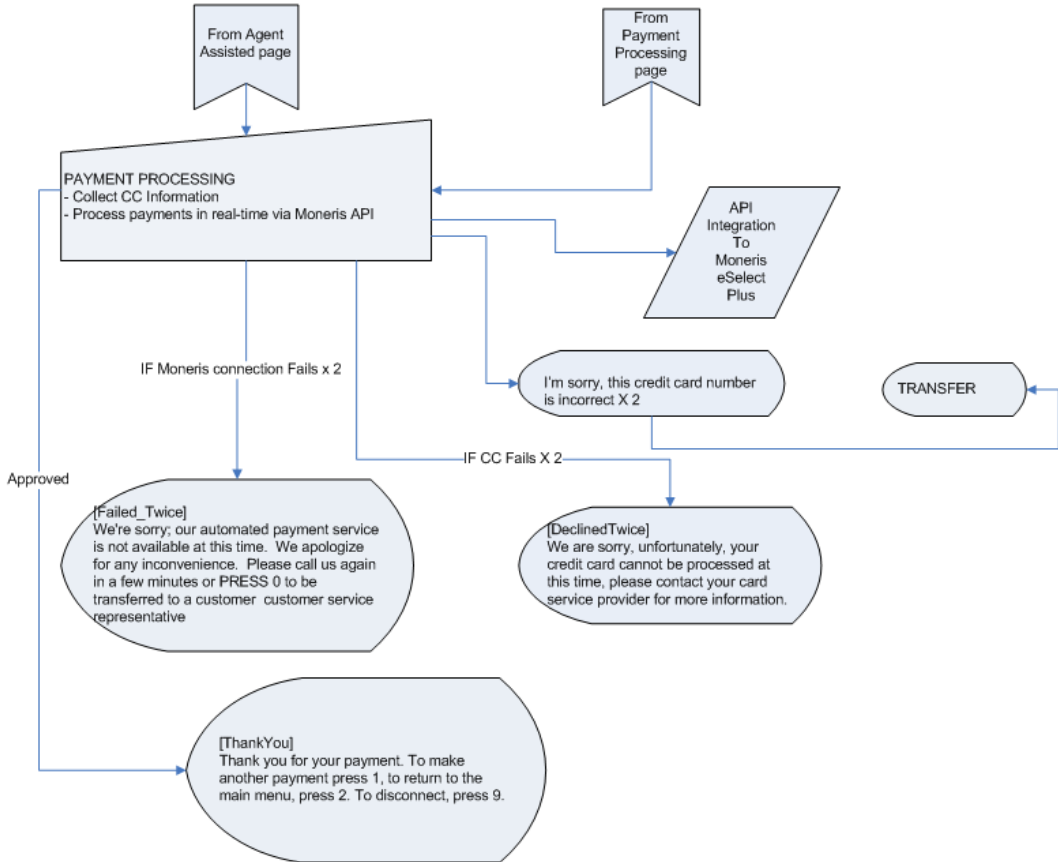 From Agent
Assisted page
From
Payment
Processing
page
PAYMENT PROCESSING
- Collect CC Information
- Process payments in real-time via Moneris API
API
Integration
To
Moneris
eSelect
Plus
IF Moneris connection Fails x 2
I'm sorry, this credit card number
is incorrect X 2
TRANSFER
IF CC Fails X 2
Approved
[Failed_Twice]
We're sorry; our automated payment service
is not available at this time.  We apologize
for any inconvenience.  Please call us again
in a few minutes or PRESS 0 to be
transferred to a customer  customer service
representative
[DeclinedTwice]
We are sorry, unfortunately, your
credit card cannot be processed at
this time, please contact your card
service provider for more information.
[ThankYou]
Thank you for your payment. To make
another payment press 1, to return to the
main menu, press 2. To disconnect, press 9.